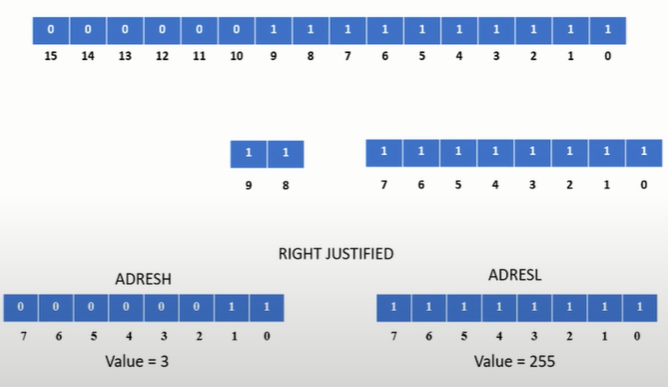 0 0 0 0 0 0 1 1 1 1 1 1 1 1 1 1
15 14 13 12 11 10 9 8 7 6 5 4 3 2 1 0
1 1 1 1 1 1 1 1 1 1
9 8 7 6 5 4 3 2 1 0
RIGHT JUSTIFIED
ADRESH ADRESL
0 0 0 0 0 0 1 1 1 1 1 1 1 1 1 1
7 6 5 4 3 2 1 0 7 6 5 4 3 2 1 0
Value = 3 Value = 255